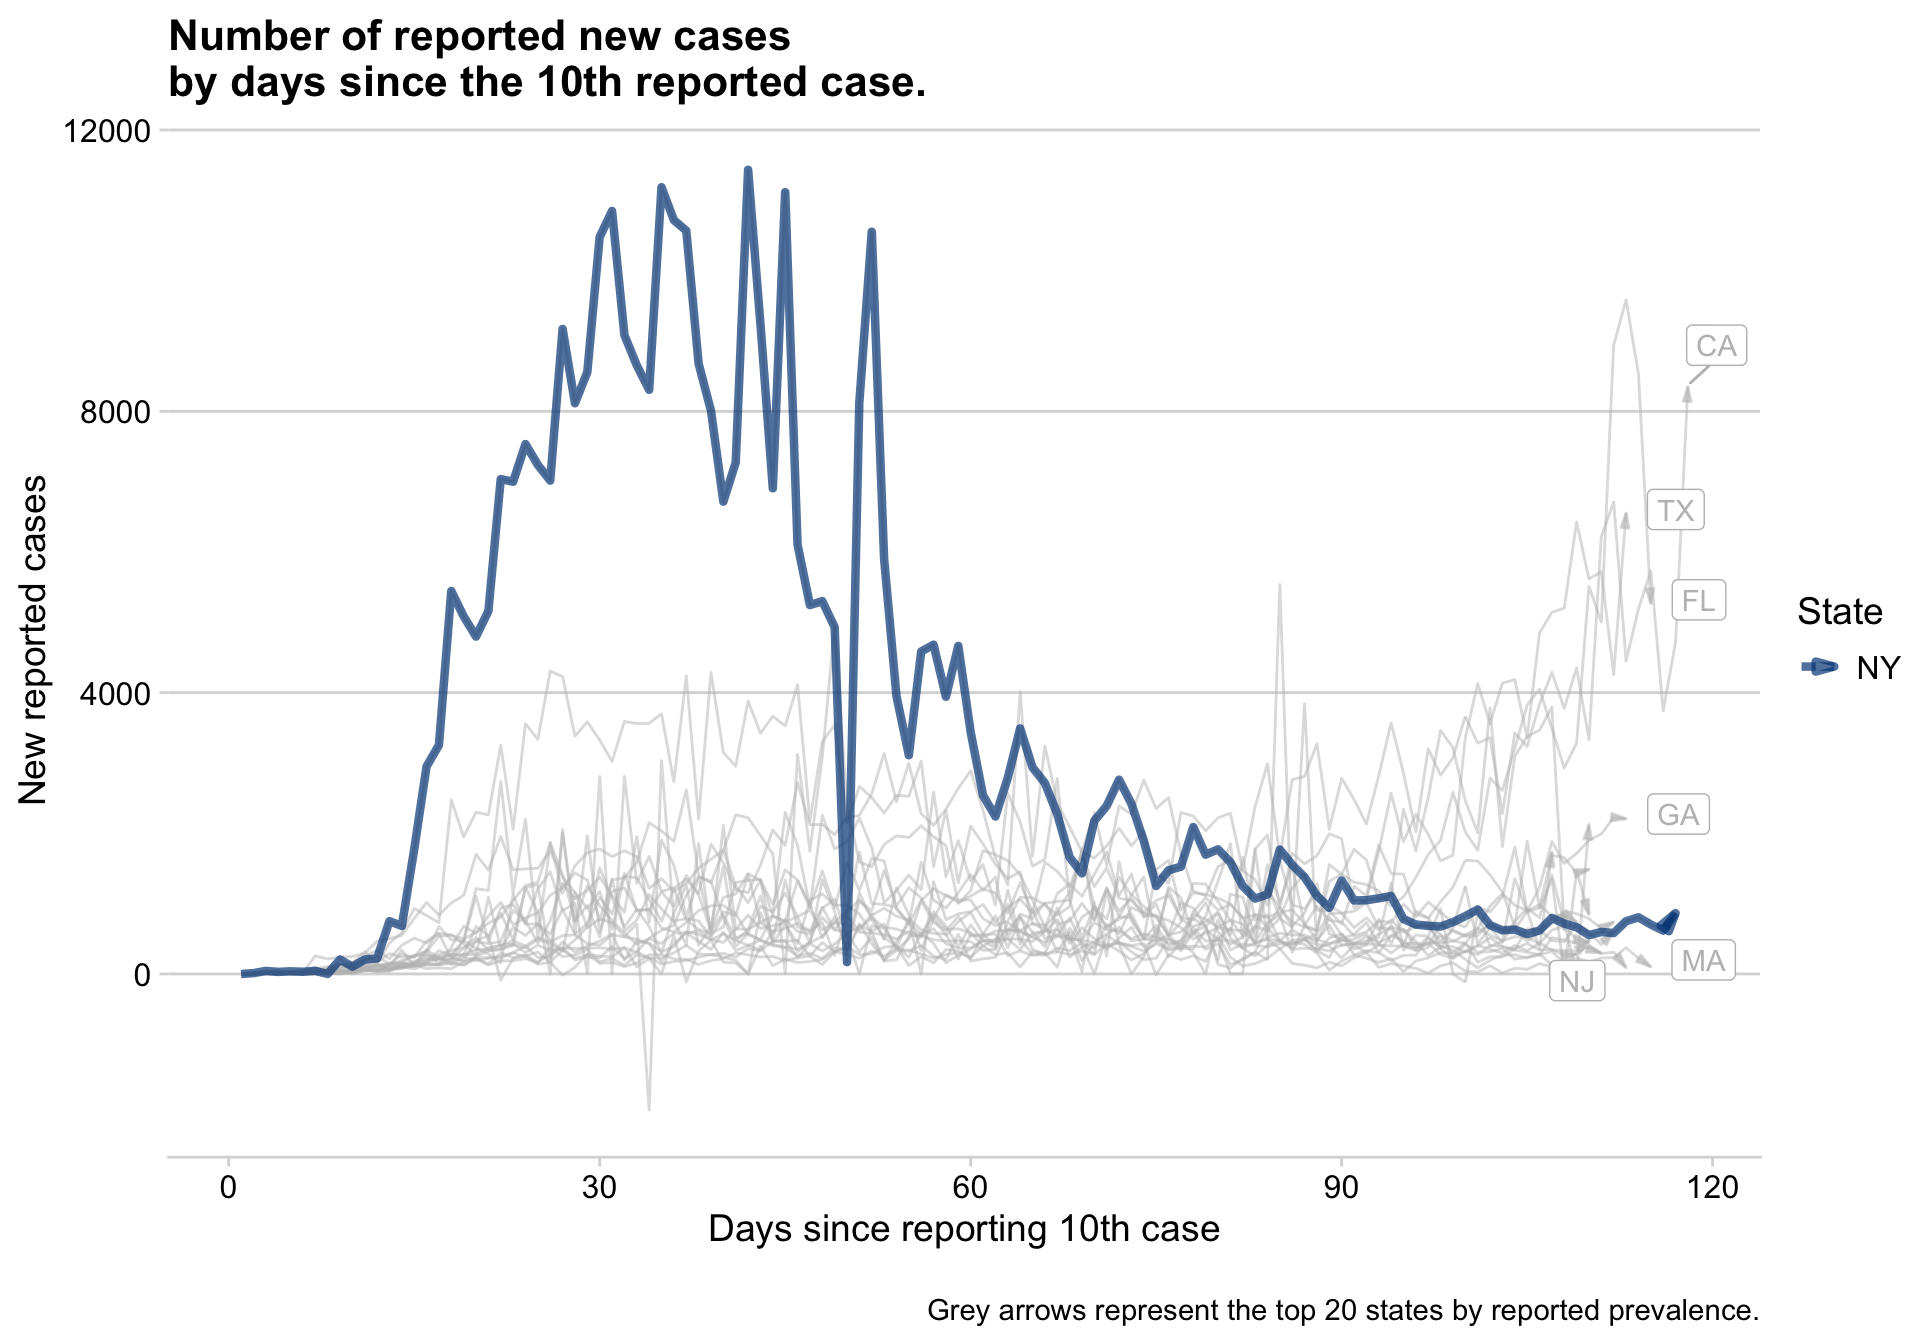 Number of reported new cases
by days since the 10th reported case.
12000
8000
4000
0
New reported cases
CA
TX
FL
GA
MA
NJ
State
NY
0 30 60 90 120
Days since reporting 10th case
Grey arrows represent the top 20 states by reported prevalence.